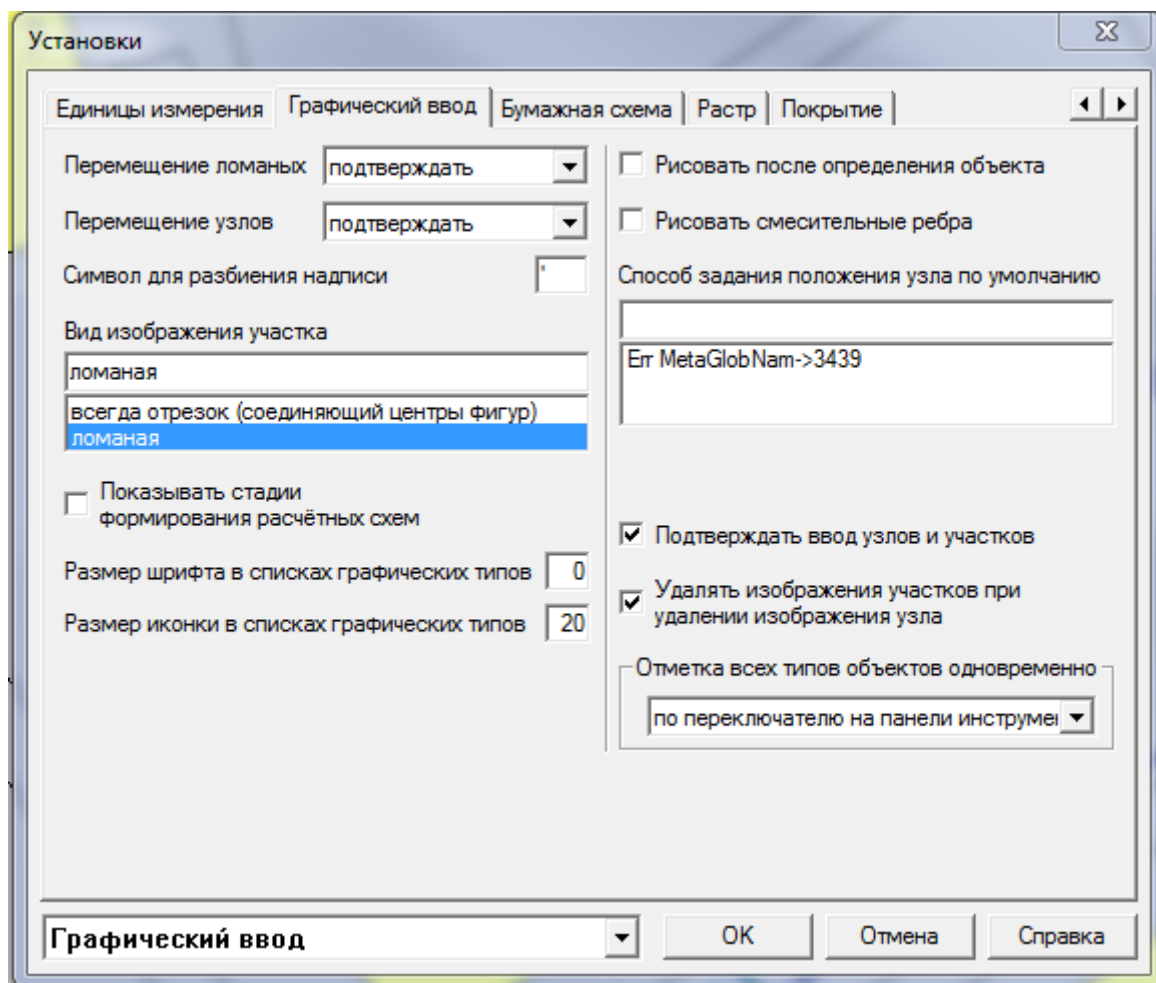 Установки
Единицы измерения
Графический ввод
Бумажная схема
Растр
Покрытие
Перемещение ломаных
подтверждать
Перемещение узлов
подтверждать
Символ для разбиения надписи
'
Вид изображения участка
ломаная
всегда отрезок (соединяющий центры фигур)
ломаная
Показывать стадии
формирования расчётных схем
Размер шрифта в списках графических типов
0
Размер иконки в списках графических типов
20
Рисовать после определения объекта
Рисовать смесительные ребра
Способ задания положения узла по умолчанию
Err MetaGlobNam->3439
Подтверждать ввод узлов и участков
Удалять изображения участков при
удалении изображения узла
Отметка всех типов объектов одновременно
по переключателю на панели инструме
Графический ввод
OK
Отмена
Справка